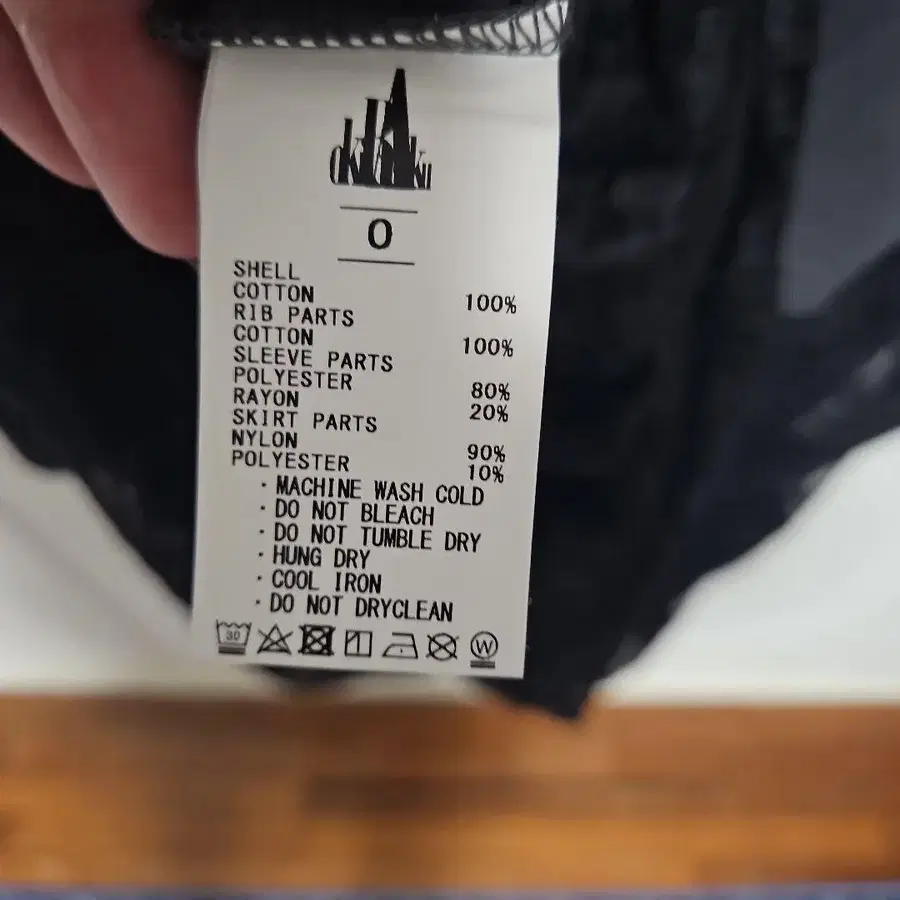 0
SHELL
COTTON 100%
RIB PARTS
COTTON 100%
SLEEVE PARTS
POLYESTER 80%
RAYON 20%
SKIRT PARTS
NYLON 90%
POLYESTER 10%
・MACHINE WASH COLD
・DO NOT BLEACH
・DO NOT TUMBLE DRY
・HUNG DRY
・COOL IRON
・DO NOT DRYCLEAN
30 W